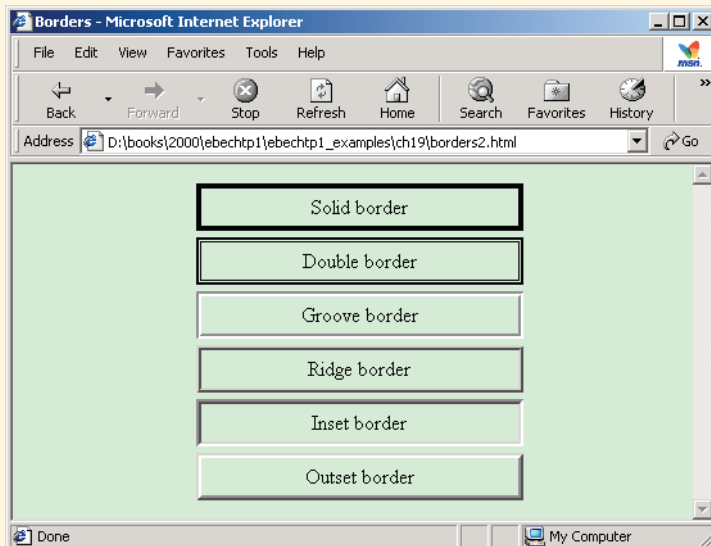 Borders - Microsoft Internet Explorer
File Edit View Favorites Tools Help
msn.
Back Forward Stop Refresh Home Search Favorites History »
Address D:\books\2000\ebechtp1\ebechtp1_examples\ch19\borders2.html Go
Solid border
Double border
Groove border
Ridge border
Inset border
Outset border
Done My Computer